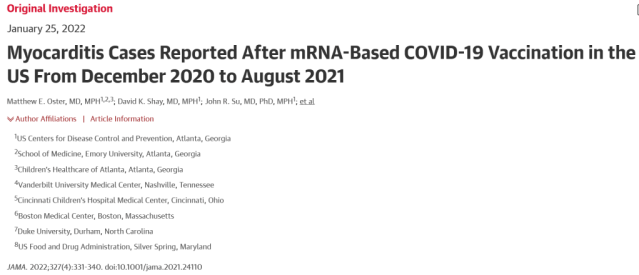 Original Investigation
January 25, 2022
Myocarditis Cases Reported After mRNA-Based COVID-19 Vaccination in the
US From December 2020 to August 2021
Matthew E. Oster, MD, MPH1,2,3; David K. Shay, MD, MPH1; John R. Su, MD, PhD, MPH1; et al
Author Affiliations | Article Information
1US Centers for Disease Control and Prevention, Atlanta, Georgia
2School of Medicine, Emory University, Atlanta, Georgia
3Children's Healthcare of Atlanta, Atlanta, Georgia
4Vanderbilt University Medical Center, Nashville, Tennessee
5Cincinnati Children's Hospital Medical Center, Cincinnati, Ohio
6Boston Medical Center, Boston, Massachusetts
7Duke University, Durham, North Carolina
8US Food and Drug Administration, Silver Spring, Maryland
JAMA. 2022;327(4):331-340. doi:10.1001/jama.2021.24110